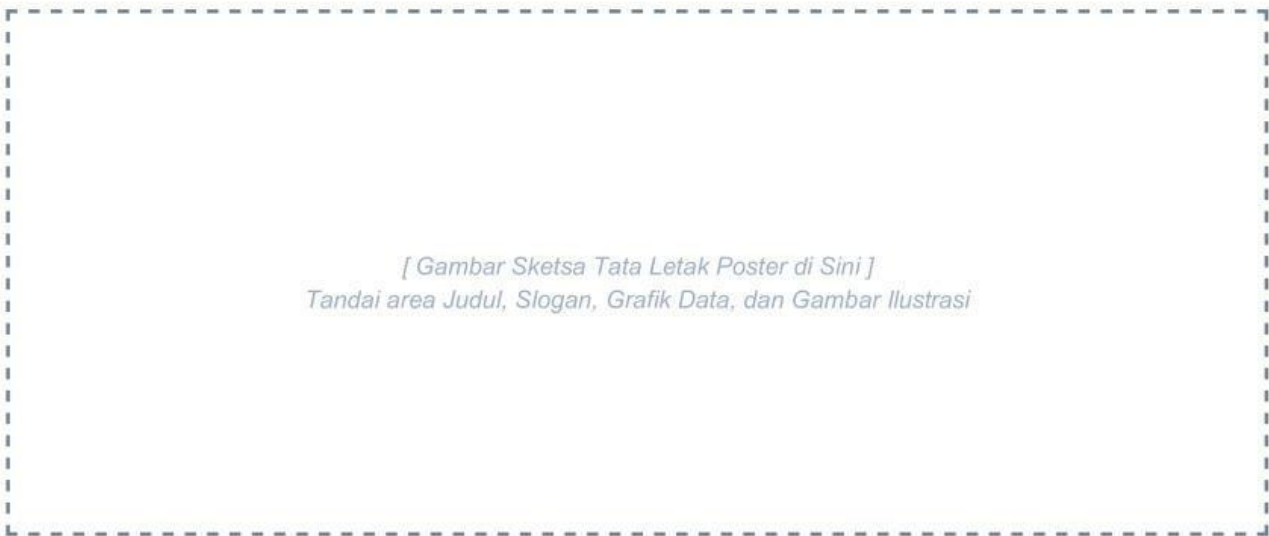 [ Gambar Sketsa Tata Letak Poster di Sini ]
Tandai area Judul, Slogan, Grafik Data, dan Gambar Ilustrasi